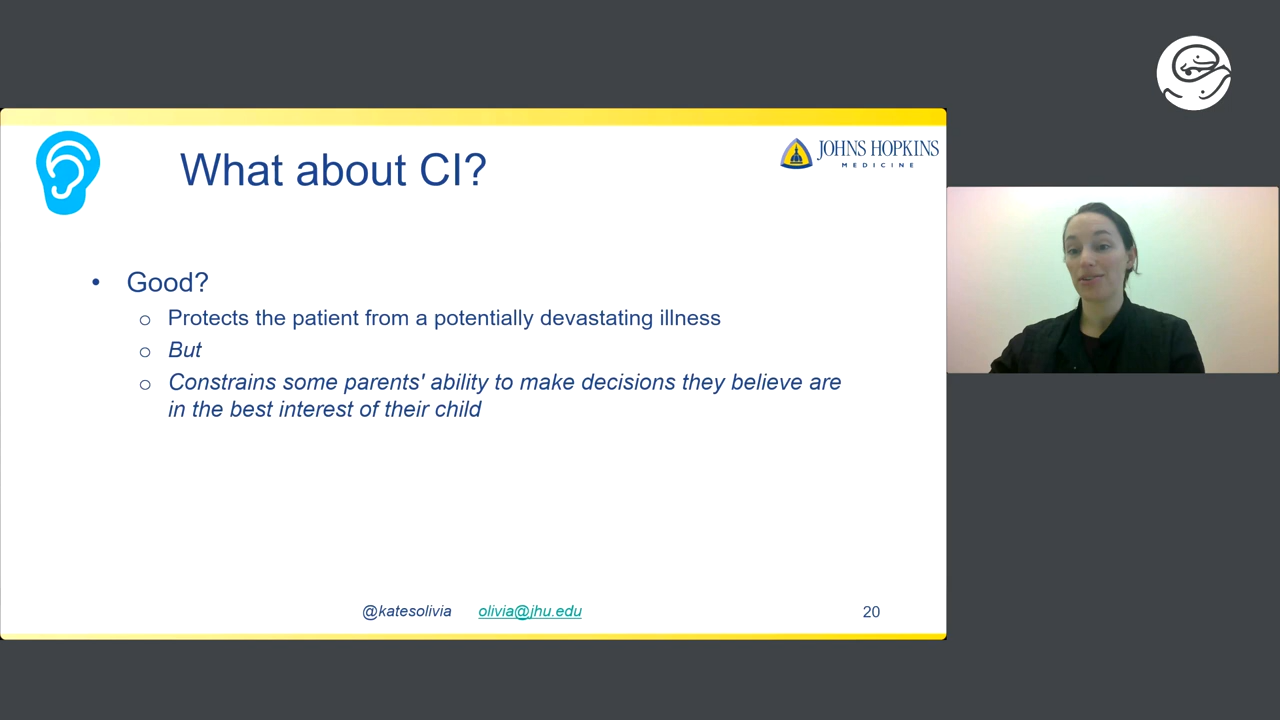 What about CI?
JOHNS HOPKINS
MEDICINE
• Good?
o Protects the patient from a potentially devastating illness
o But
o Constrains some parents' ability to make decisions they believe are
in the best interest of their child
@katesolivia olivia@jhu.edu 20